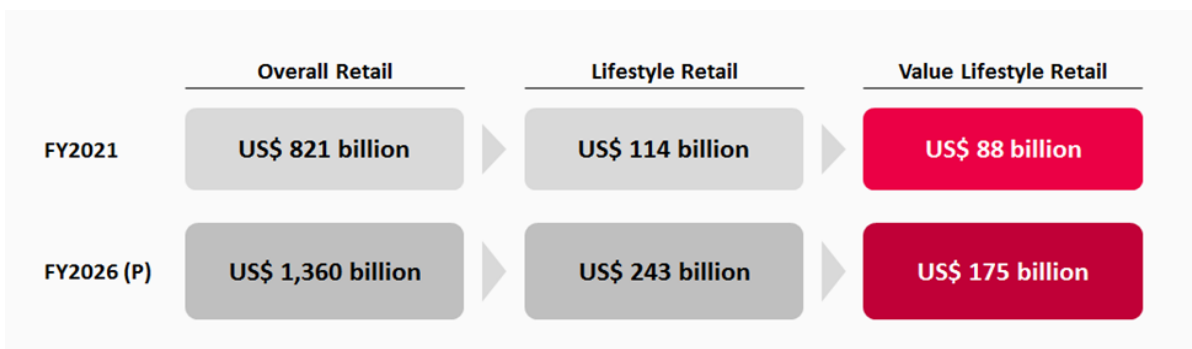 Overall Retail
Lifestyle Retail
Value Lifestyle Retail
FY2021
US$ 821 billion
US$ 114 billion
US$ 88 billion
FY2026 (P)
US$ 1,360 billion
US$ 243 billion
US$ 175 billion